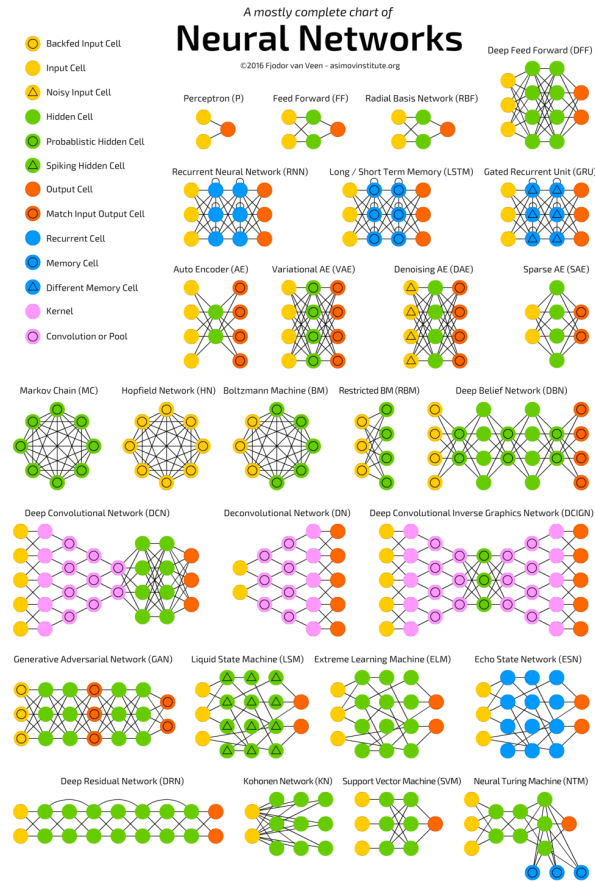 A mostly complete chart of
Neural Networks
©2016 Fjodor van Veen - asimovinstitute.org
Backfed Input Cell
Input Cell
Noisy Input Cell
Hidden Cell
Probablistic Hidden Cell
Spiking Hidden Cell
Output Cell
Match Input Output Cell
Recurrent Cell
Memory Cell
Different Memory Cell
Kernel
Convolution or Pool
Deep Feed Forward (DFF)
Perceptron (P)
Feed Forward (FF)
Radial Basis Network (RBF)
Recurrent Neural Network (RNN)
Long / Short Term Memory (LSTM)
Gated Recurrent Unit (GRU)
Auto Encoder (AE)
Variational AE (VAE)
Denoising AE (DAE)
Sparse AE (SAE)
Markov Chain (MC)
Hopfield Network (HN)
Boltzmann Machine (BM)
Restricted BM (RBM)
Deep Belief Network (DBN)
Deep Convolutional Network (DCN)
Deconvolutional Network (DN)
Deep Convolutional Inverse Graphics Network (DCIGN)
Generative Adversarial Network (GAN)
Liquid State Machine (LSM)
Extreme Learning Machine (ELM)
Echo State Network (ESN)
Deep Residual Network (DRN)
Kohonen Network (KN)
Support Vector Machine (SVM)
Neural Turing Machine (NTM)